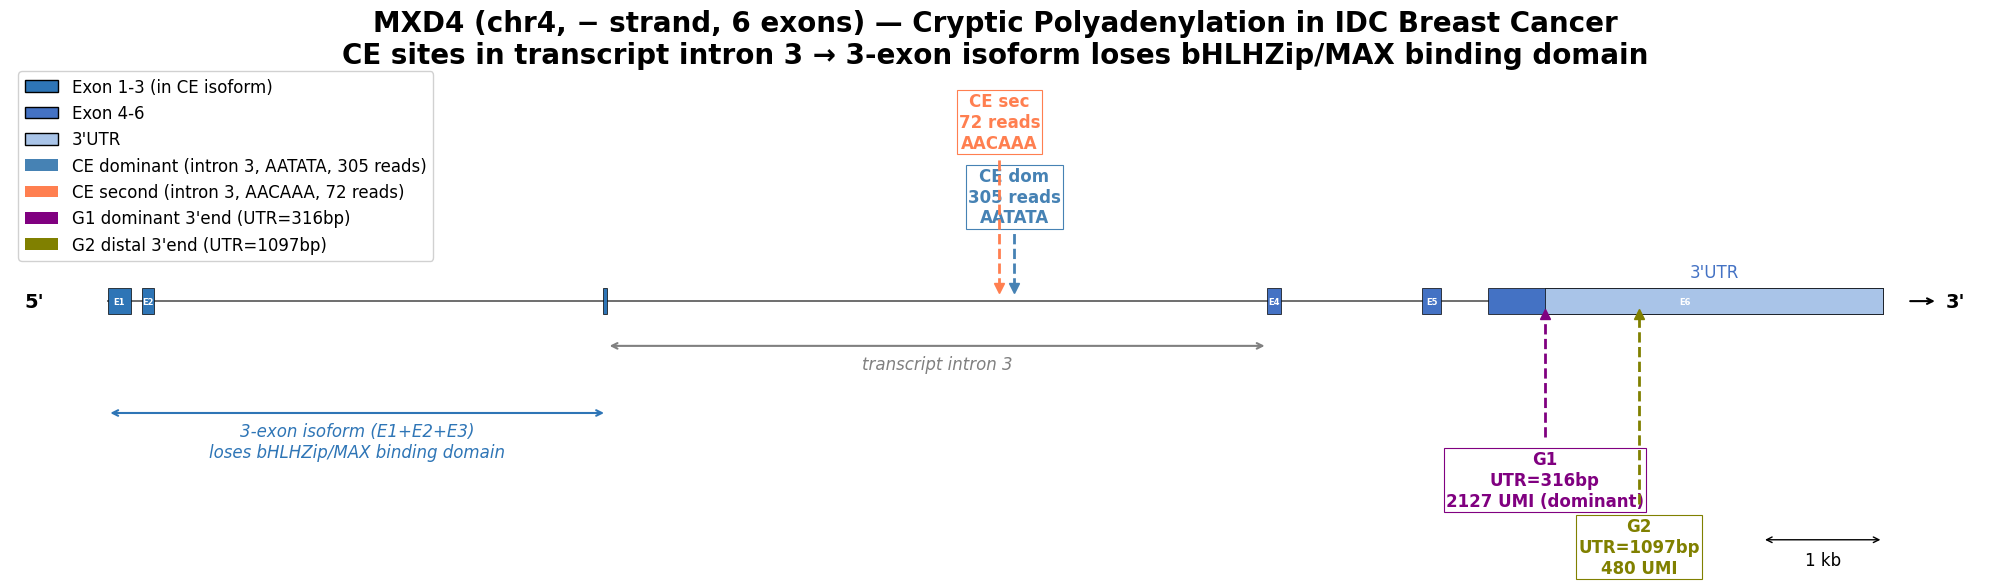 MXD4 (chr4, − strand, 6 exons) — Cryptic Polyadenylation in IDC Breast Cancer
CE sites in transcript intron 3 → 3-exon isoform loses bHLHZip/MAX binding domain
Exon 1-3 (in CE isoform)
Exon 4-6
3'UTR
CE dominant (intron 3, AATATA, 305 reads)
CE second (intron 3, AACAAA, 72 reads)
G1 dominant 3'end (UTR=316bp)
G2 distal 3'end (UTR=1097bp)
CE sec
72 reads
AACAAA
CE dom
305 reads
AATATA
3'UTR
5'
E1
E2
E4
E5
E6
3'
transcript intron 3
3-exon isoform (E1+E2+E3)
loses bHLHZip/MAX binding domain
G1
UTR=316bp
2127 UMI (dominant)
G2
UTR=1097bp
480 UMI
1 kb